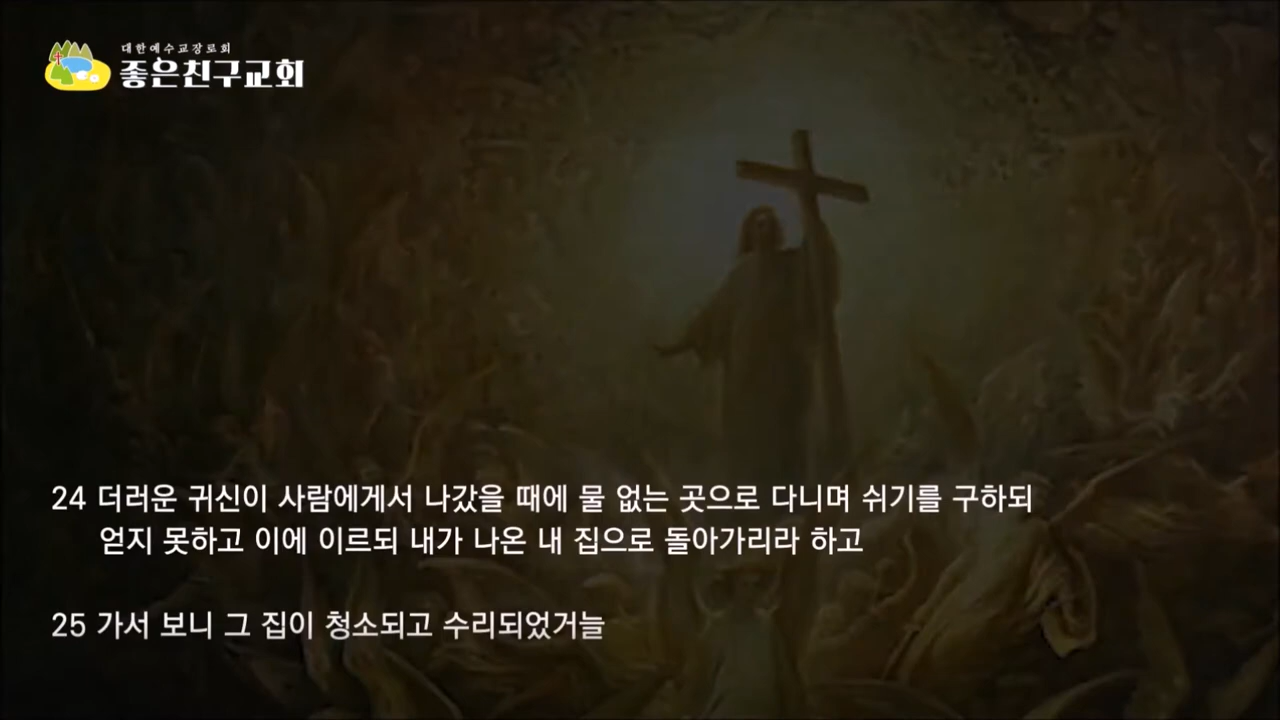 대한예수교장로회
좋은친구교회
24 더러운 귀신이 사람에게서 나갔을 때에 물 없는 곳으로 다니며 쉬기를 구하되
얻지 못하고 이에 이르되 내가 나온 내 집으로 돌아가리라 하고
25 가서 보니 그 집이 청소되고 수리되었거늘